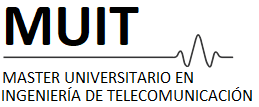 MUIT
MASTER UNIVERSITARIO EN
INGENIERÍA DE TELECOMUNICACIÓN